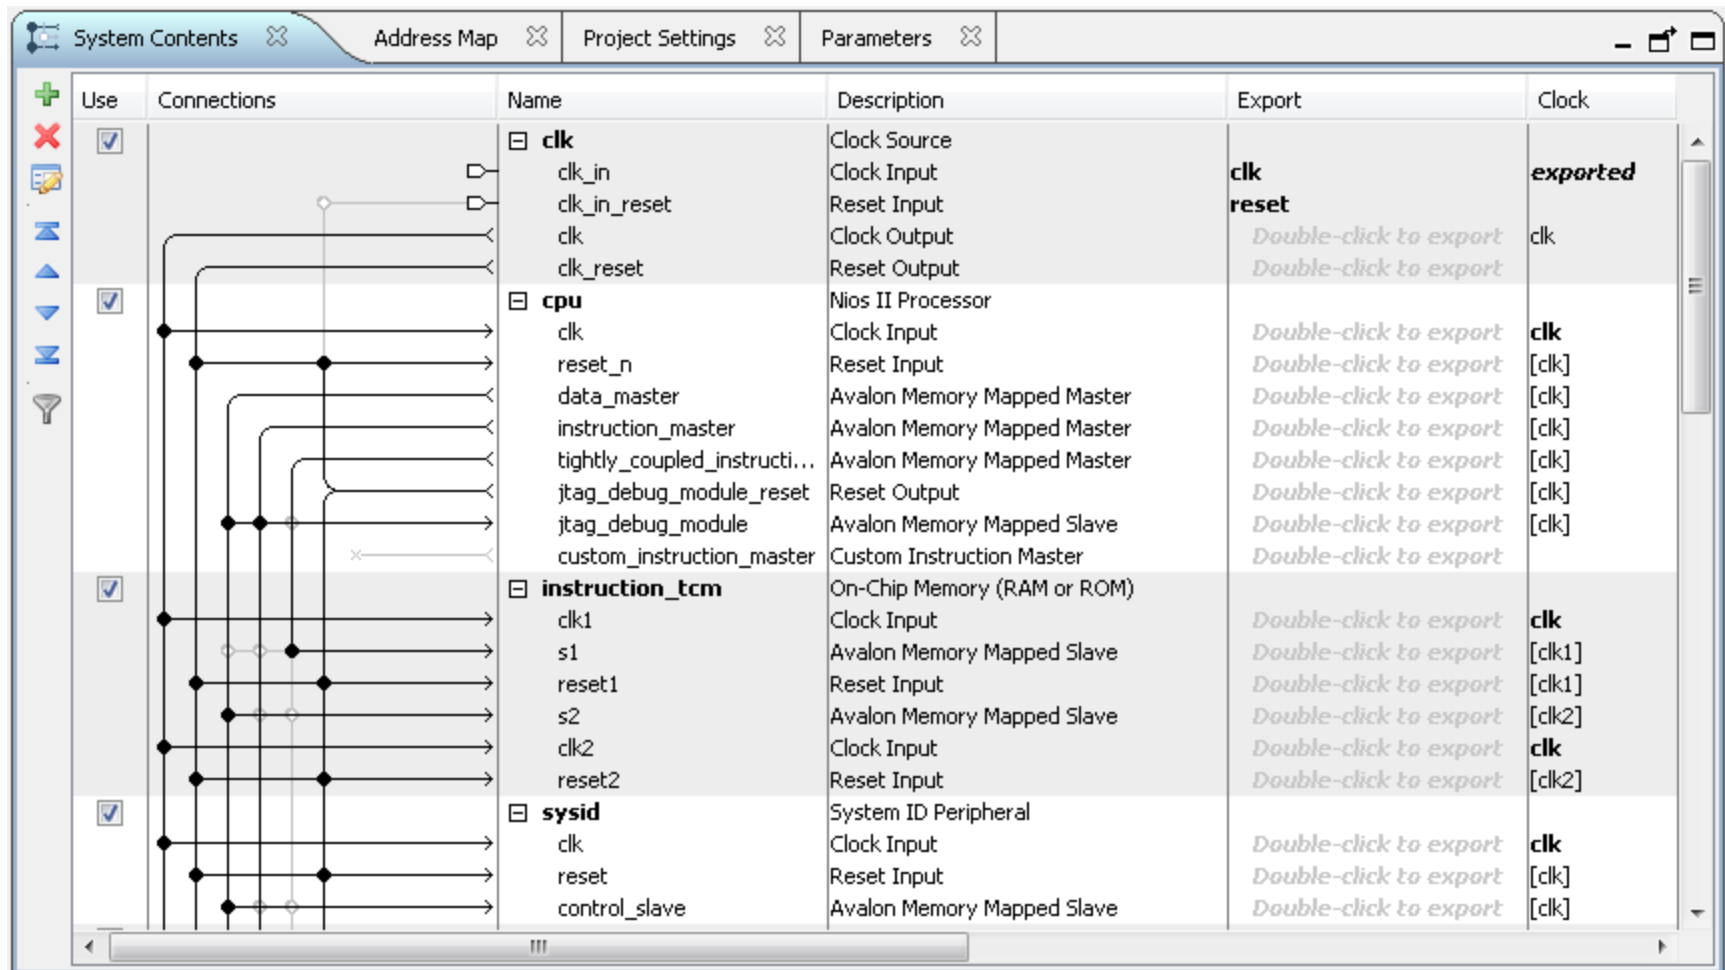 System Contents Address Map Project Settings Parameters
Use Connections Name Description Export Clock
clk Clock Source
clk_in Clock Input clk exported
clk_in_reset Reset Input reset
clk Clock Output Double-click to export clk
clk_reset Reset Output Double-click to export
cpu Nios II Processor
clk Clock Input Double-click to export clk
reset_n Reset Input Double-click to export [clk]
data_master Avalon Memory Mapped Master Double-click to export [clk]
instruction_master Avalon Memory Mapped Master Double-click to export [clk]
tightly_coupled_instructi... Avalon Memory Mapped Master Double-click to export [clk]
jtag_debug_module_reset Reset Output Double-click to export [clk]
jtag_debug_module Avalon Memory Mapped Slave Double-click to export [clk]
custom_instruction_master Custom Instruction Master Double-click to export
instruction_tcm On-Chip Memory (RAM or ROM)
clk1 Clock Input Double-click to export clk
s1 Avalon Memory Mapped Slave Double-click to export [clk1]
reset1 Reset Input Double-click to export [clk1]
s2 Avalon Memory Mapped Slave Double-click to export [clk2]
clk2 Clock Input Double-click to export clk
reset2 Reset Input Double-click to export [clk2]
sysid System ID Peripheral
clk Clock Input Double-click to export clk
reset Reset Input Double-click to export [clk]
control_slave Avalon Memory Mapped Slave Double-click to export [clk]